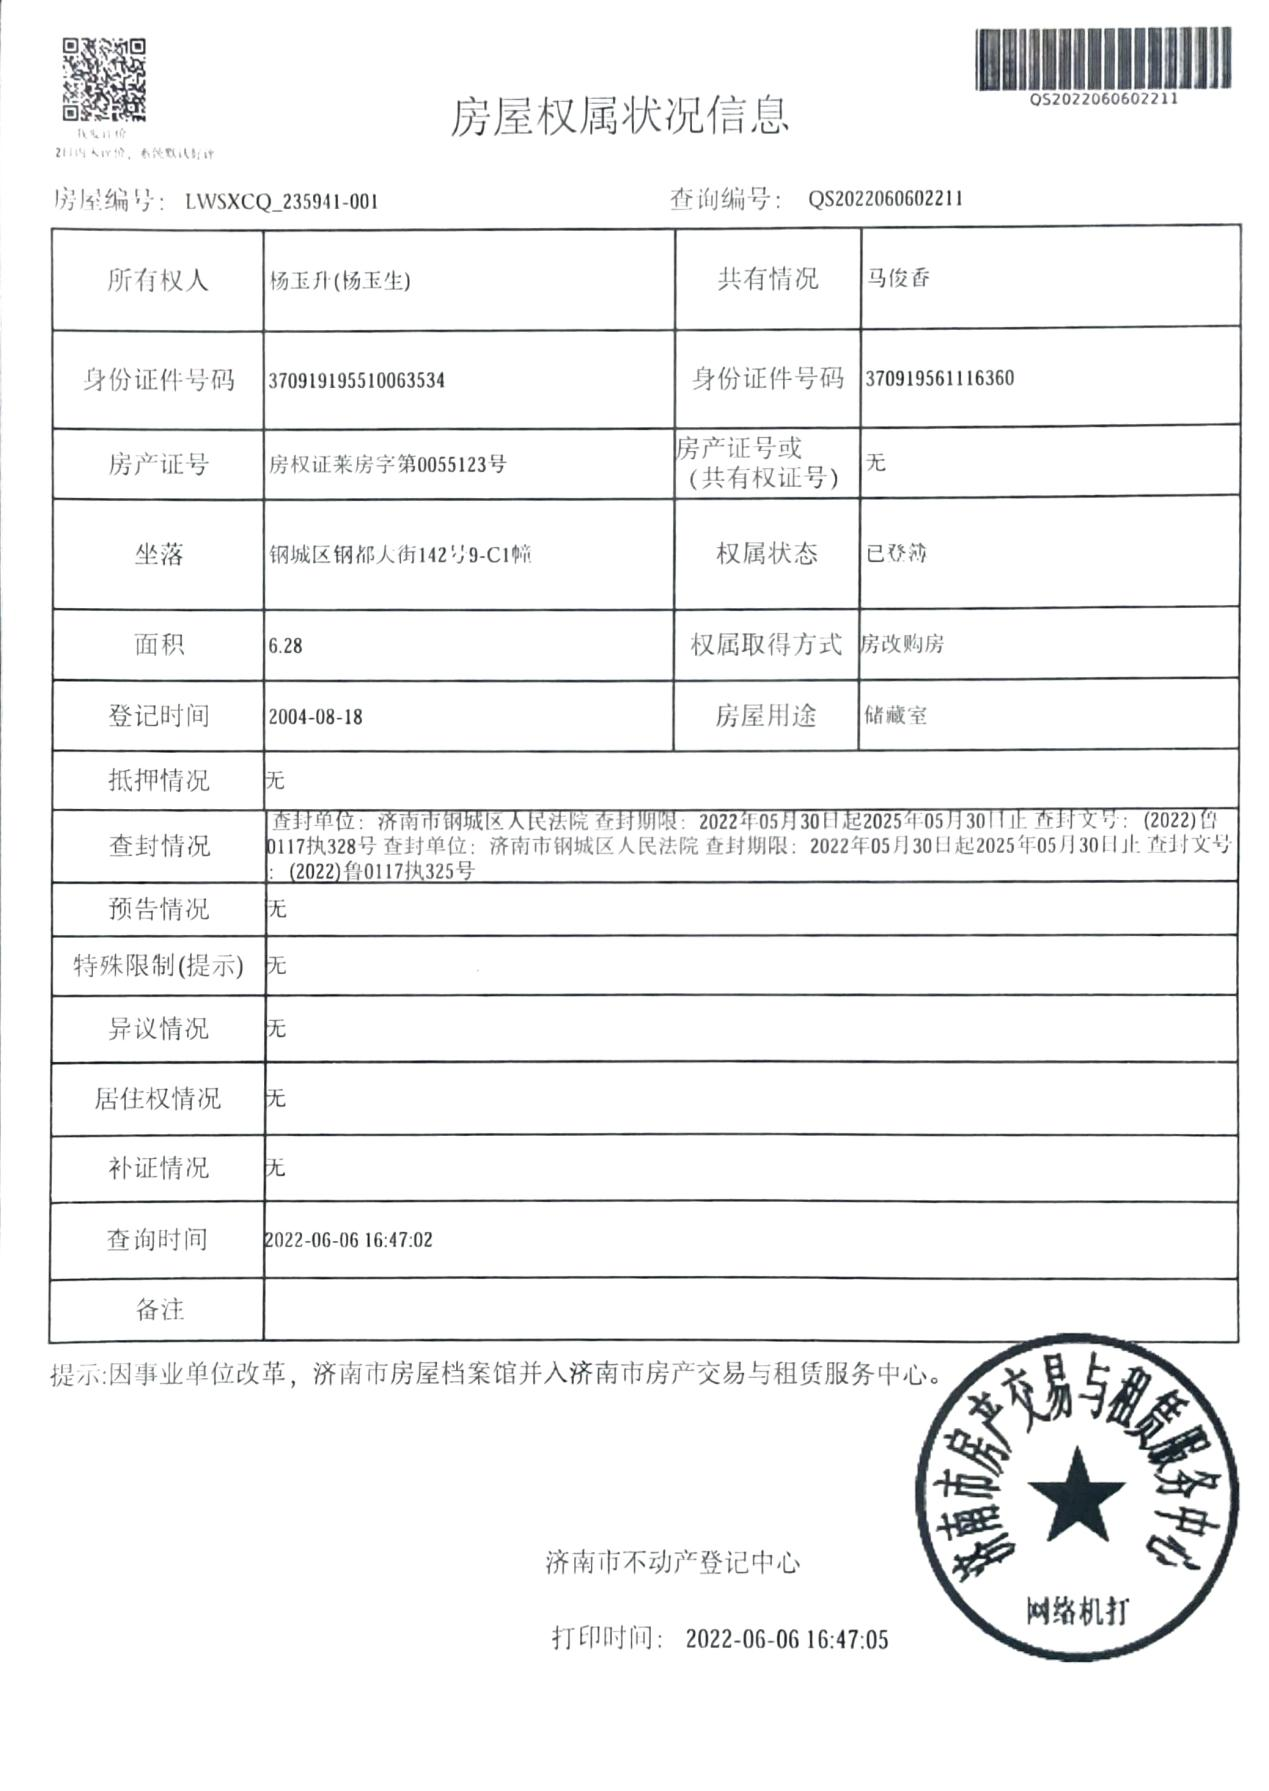 QS2022060602211
房屋权属状况信息
我要评价
2日内未评价，系统默认好评
房屋编号： LWSXCQ_235941-001 查询编号： QS2022060602211
所有权人 杨玉升(杨玉生) 共有情况 马俊香
身份证件号码 370919195510063534 身份证件号码 370919561116360
房产证号 房权证莱房字第0055123号 房产证号或（共有权证号） 无
坐落 钢城区钢都大街142号9-C1幢 权属状态 已登簿
面积 6.28 权属取得方式 房改购房
登记时间 2004-08-18 房屋用途 储藏室
抵押情况 无
查封情况 查封单位：济南市钢城区人民法院 查封期限：2022年05月30日起2025年05月30日止 查封文号：(2022)鲁
0117执328号 查封单位：济南市钢城区人民法院 查封期限：2022年05月30日起2025年05月30日止 查封文号
：(2022)鲁0117执325号
预告情况 无
特殊限制(提示) 无
异议情况 无
居住权情况 无
补证情况 无
查询时间 2022-06-06 16:47:02
备注
提示:因事业单位改革，济南市房屋档案馆并入济南市房产交易与租赁服务中心。
济南市房产交易与租赁服务中心
网络机打
济南市不动产登记中心
打印时间： 2022-06-06 16:47:05